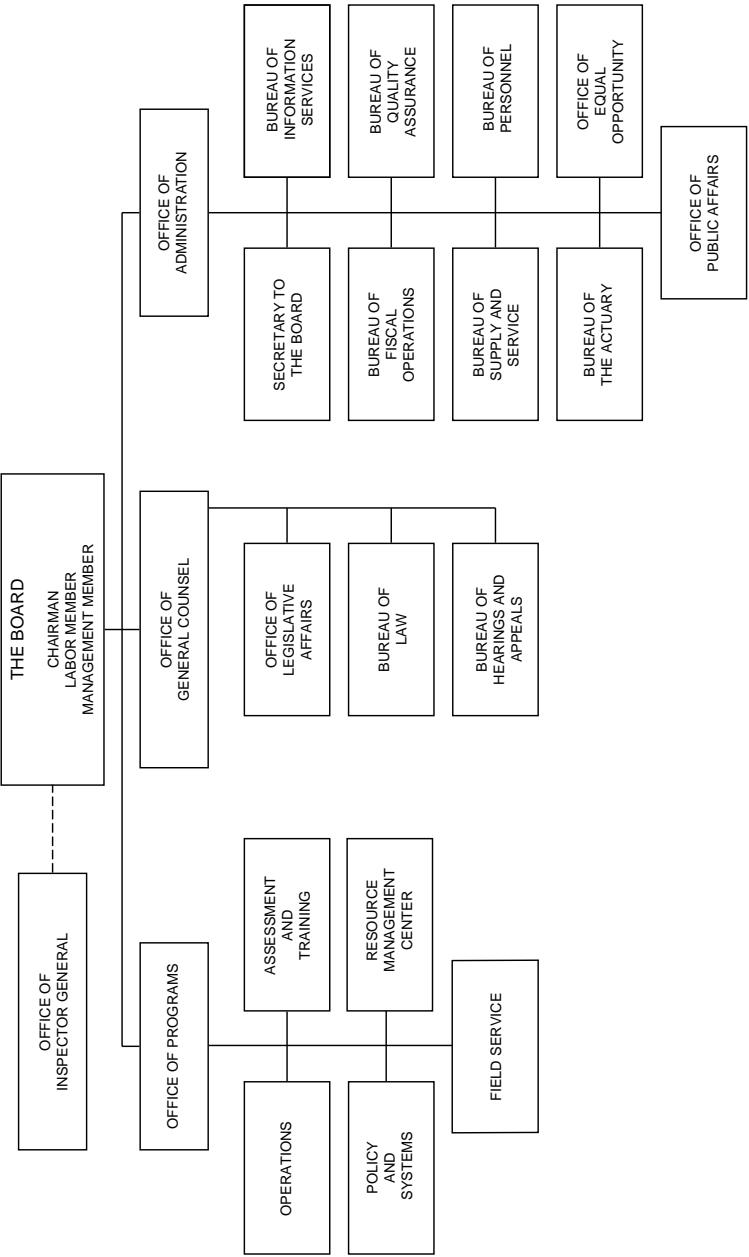 THE BOARD
CHAIRMAN
LABOR MEMBER
MANAGEMENT MEMBER
OFFICE OF
INSPECTOR GENERAL
OFFICE OF PROGRAMS
OFFICE OF
GENERAL COUNSEL
OFFICE OF
ADMINISTRATION
OPERATIONS
ASSESSMENT
AND
TRAINING
POLICY
AND
SYSTEMS
RESOURCE
MANAGEMENT
CENTER
FIELD SERVICE
OFFICE OF
LEGISLATIVE
AFFAIRS
BUREAU OF
LAW
BUREAU OF
HEARINGS AND
APPEALS
SECRETARY TO
THE BOARD
BUREAU OF
INFORMATION
SERVICES
BUREAU OF
FISCAL
OPERATIONS
BUREAU OF
QUALITY
ASSURANCE
BUREAU OF
SUPPLY AND
SERVICE
BUREAU OF
PERSONNEL
BUREAU OF
THE ACTUARY
OFFICE OF
EQUAL
OPPORTUNITY
OFFICE OF
PUBLIC AFFAIRS